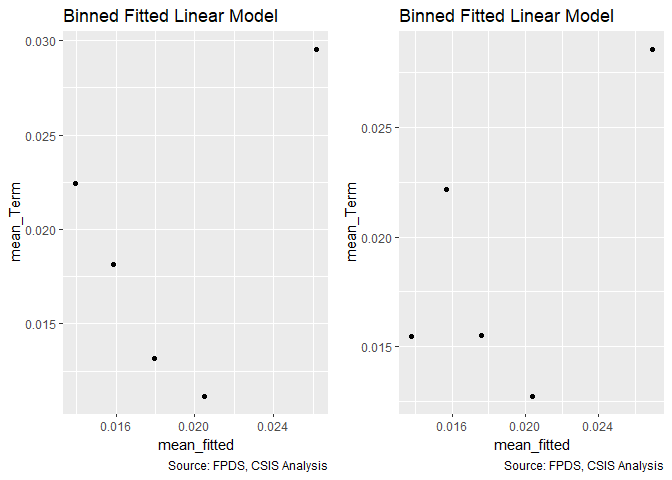 Binned Fitted Linear Model
0.030
0.025
0.020
0.015
mean_Term
0.016
0.020
0.024
mean_fitted
Source: FPDS, CSIS Analysis
Binned Fitted Linear Model
0.025
0.020
0.015
mean_Term
0.016
0.020
0.024
mean_fitted
Source: FPDS, CSIS Analysis